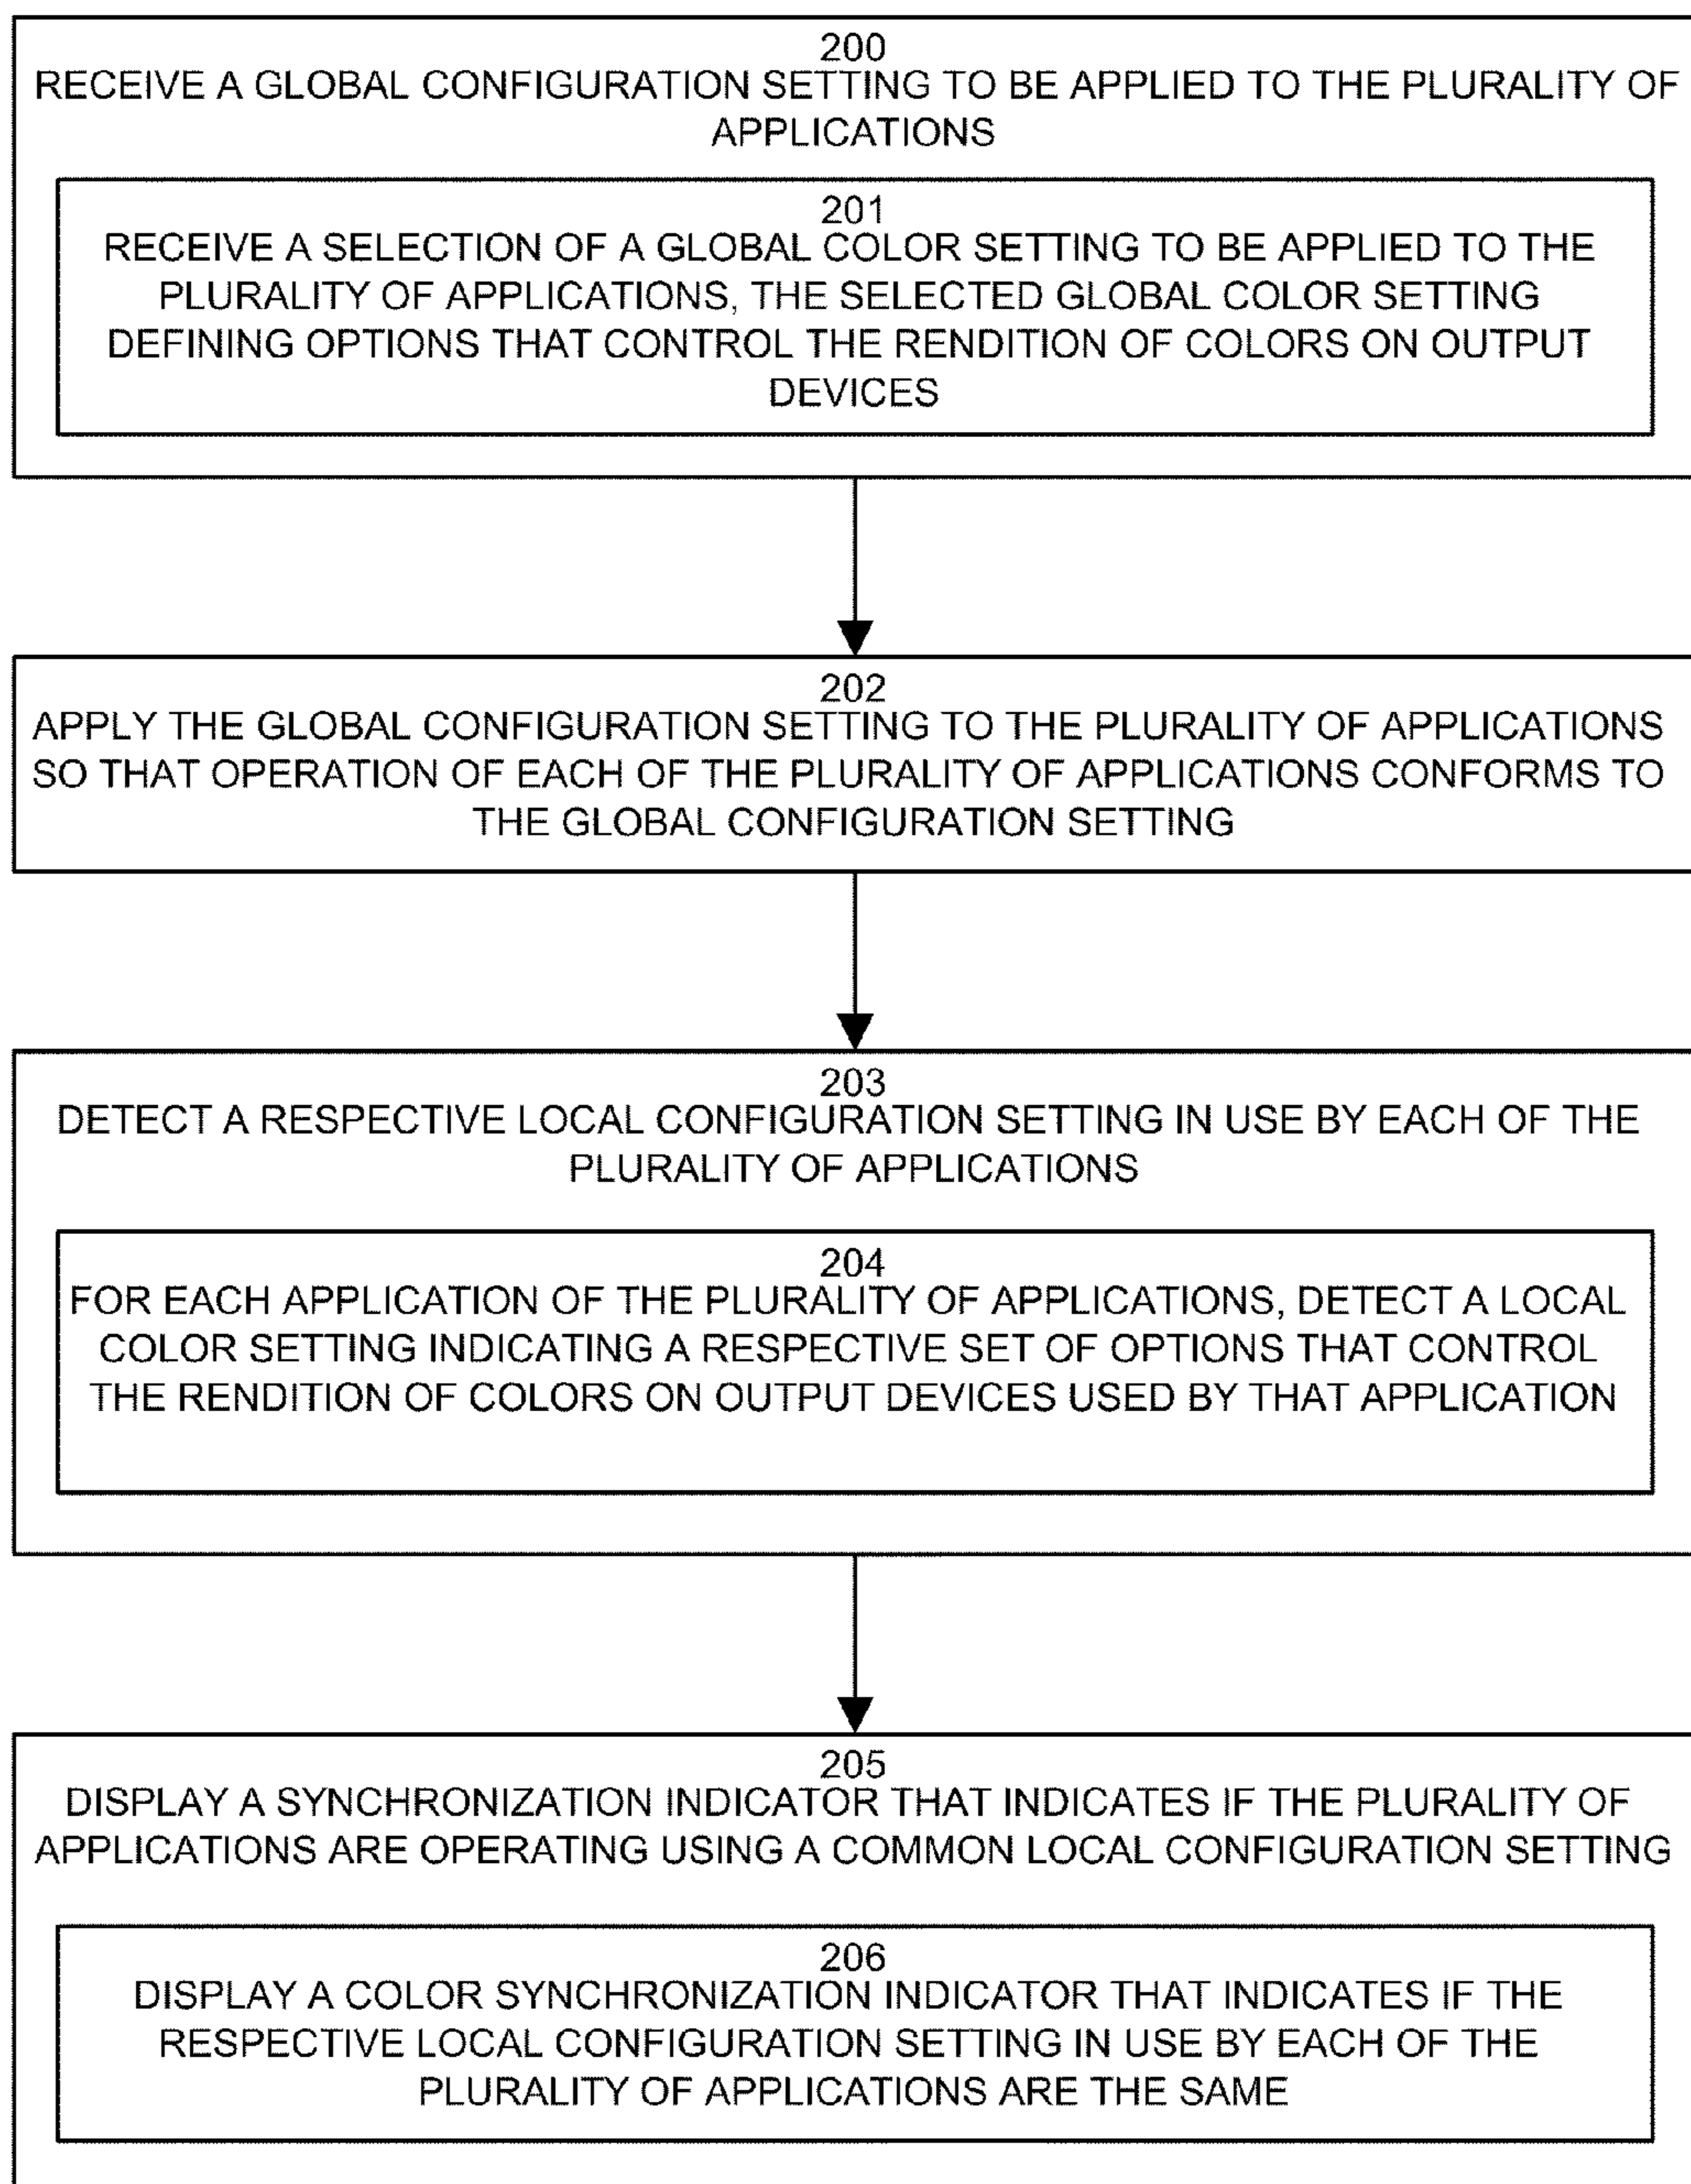 200
RECEIVE A GLOBAL CONFIGURATION SETTING TO BE APPLIED TO THE PLURALITY OF
APPLICATIONS
201
RECEIVE A SELECTION OF A GLOBAL COLOR SETTING TO BE APPLIED TO THE
PLURALITY OF APPLICATIONS, THE SELECTED GLOBAL COLOR SETTING
DEFINING OPTIONS THAT CONTROL THE RENDITION OF COLORS ON OUTPUT
DEVICES
202
APPLY THE GLOBAL CONFIGURATION SETTING TO THE PLURALITY OF APPLICATIONS
SO THAT OPERATION OF EACH OF THE PLURALITY OF APPLICATIONS CONFORMS TO
THE GLOBAL CONFIGURATION SETTING
203
DETECT A RESPECTIVE LOCAL CONFIGURATION SETTING IN USE BY EACH OF THE
PLURALITY OF APPLICATIONS
204
FOR EACH APPLICATION OF THE PLURALITY OF APPLICATIONS, DETECT A LOCAL
COLOR SETTING INDICATING A RESPECTIVE SET OF OPTIONS THAT CONTROL
THE RENDITION OF COLORS ON OUTPUT DEVICES USED BY THAT APPLICATION
205
DISPLAY A SYNCHRONIZATION INDICATOR THAT INDICATES IF THE PLURALITY OF
APPLICATIONS ARE OPERATING USING A COMMON LOCAL CONFIGURATION SETTING
206
DISPLAY A COLOR SYNCHRONIZATION INDICATOR THAT INDICATES IF THE
RESPECTIVE LOCAL CONFIGURATION SETTING IN USE BY EACH OF THE
PLURALITY OF APPLICATIONS ARE THE SAME